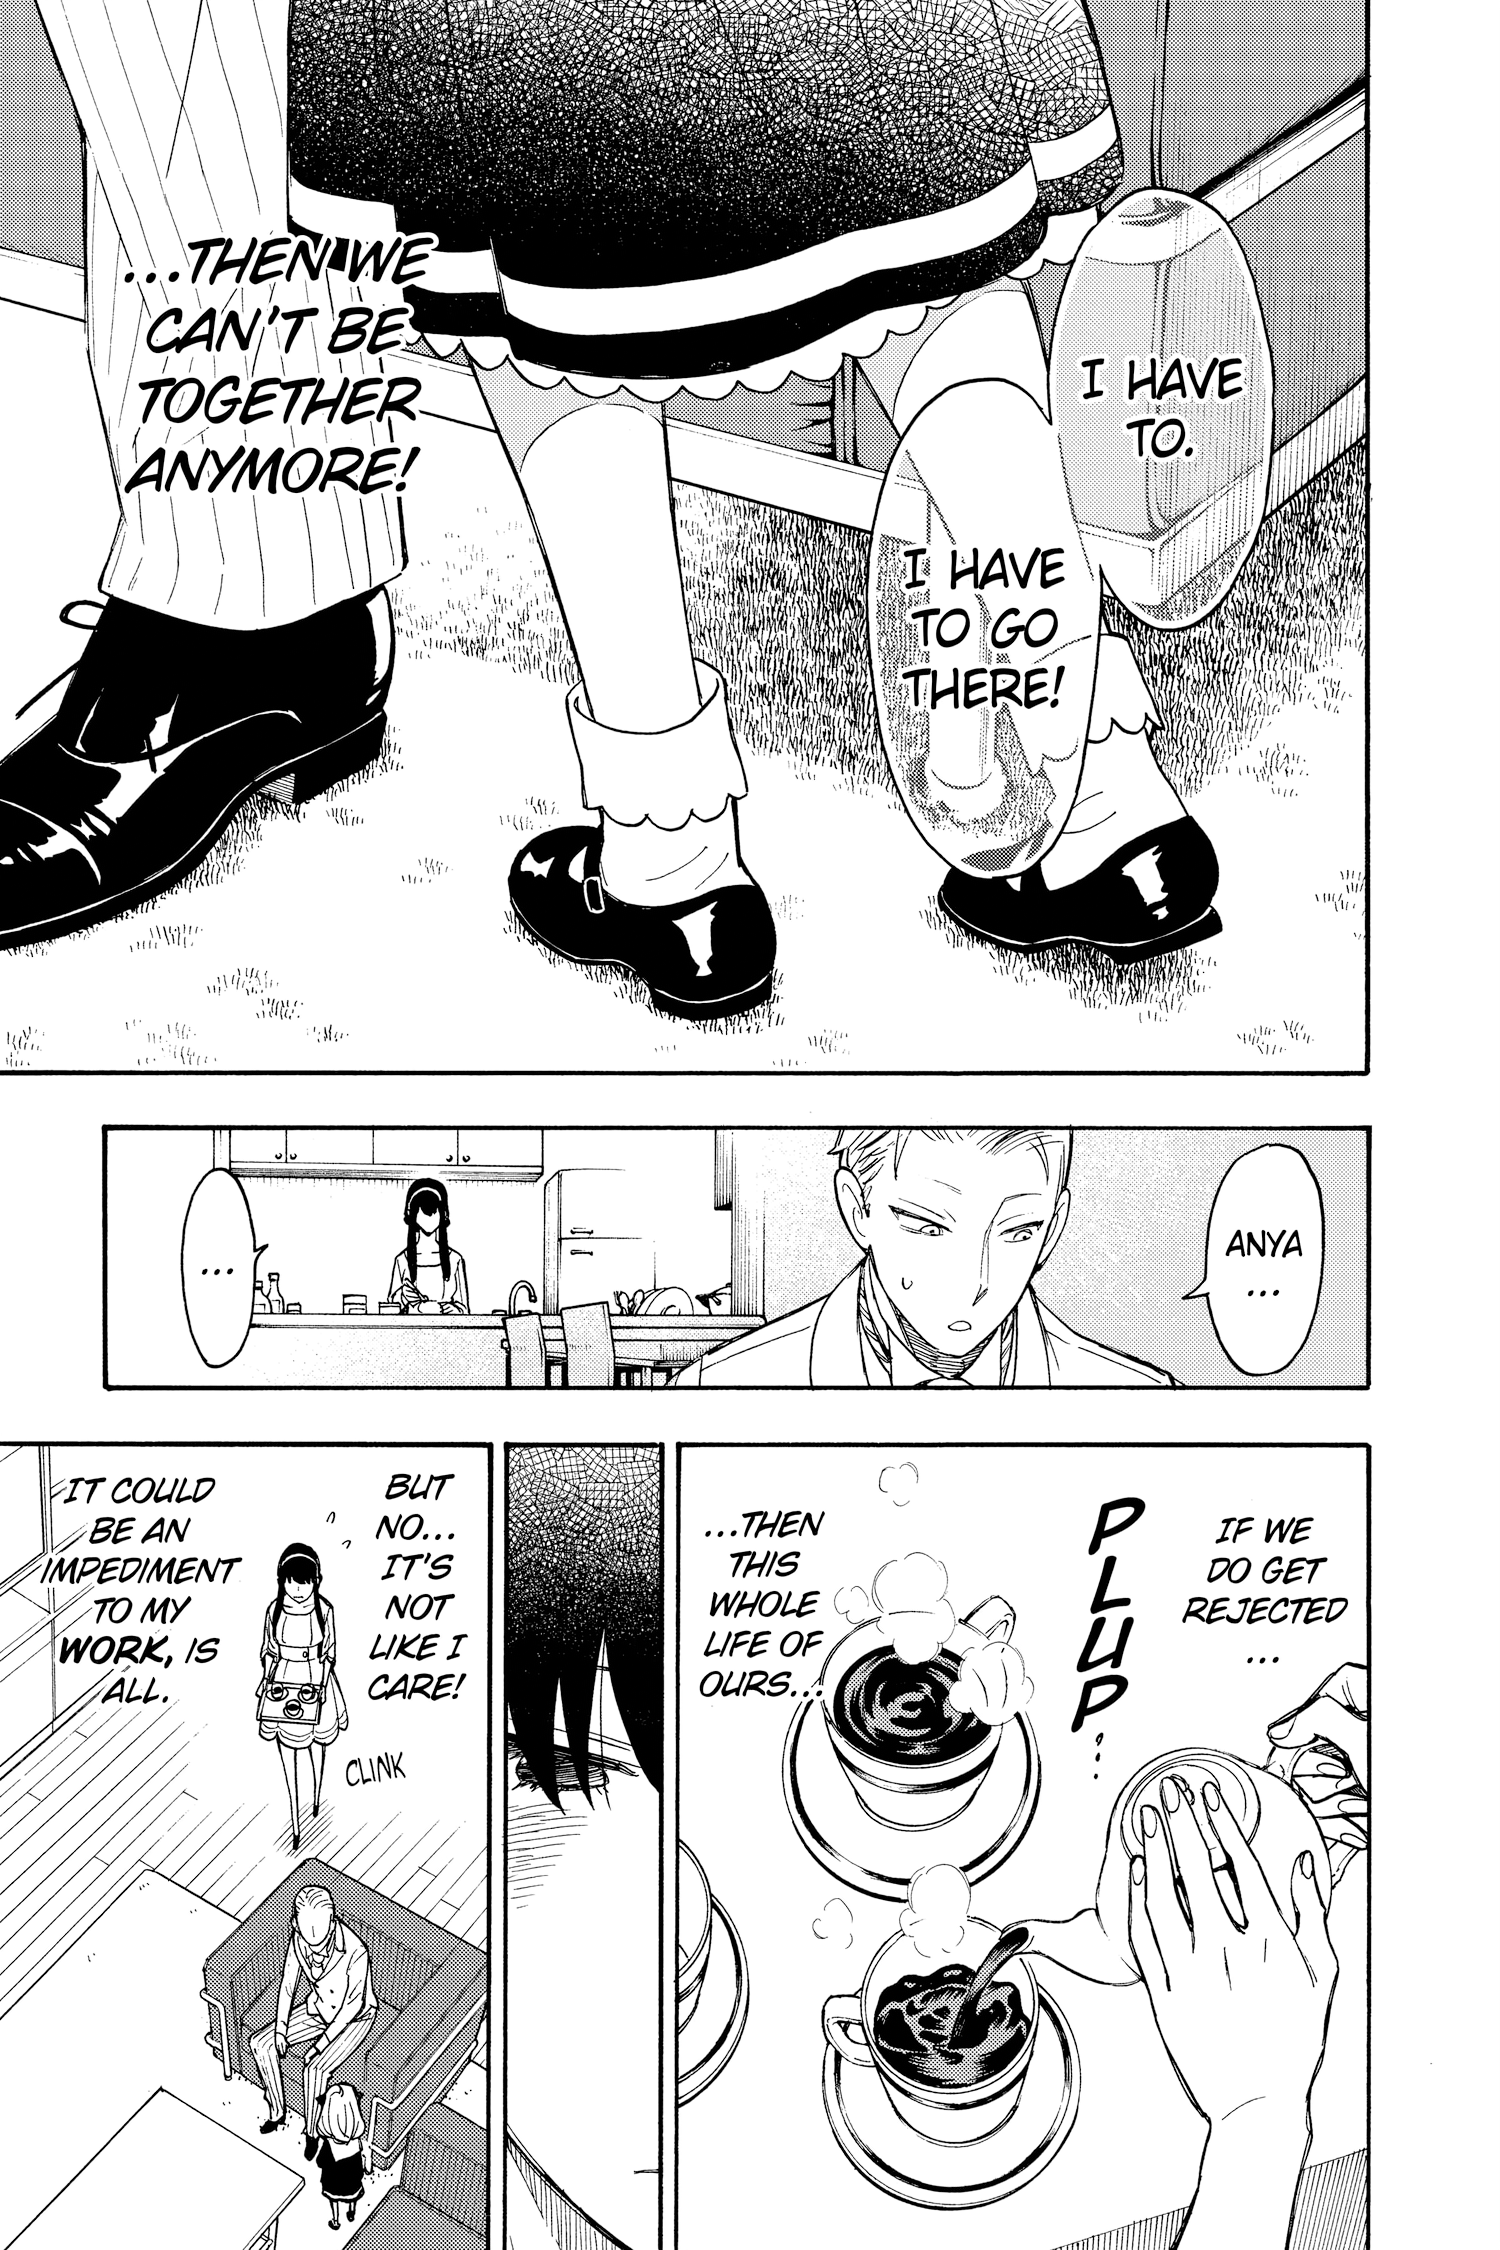 I HAVE
TO.
I HAVE
TO GO
THERE!
...THEN WE
CAN'T BE
TOGETHER
ANYMORE!
ANYA
...
...
IF WE
DO GET
REJECTED
...
PLUP...
...THEN
THIS
WHOLE
LIFE OF
OURS...
BUT
NO...
IT'S
NOT
LIKE I
CARE!
IT COULD
BE AN
IMPEDIMENT
TO MY
WORK, IS
ALL.
CLINK